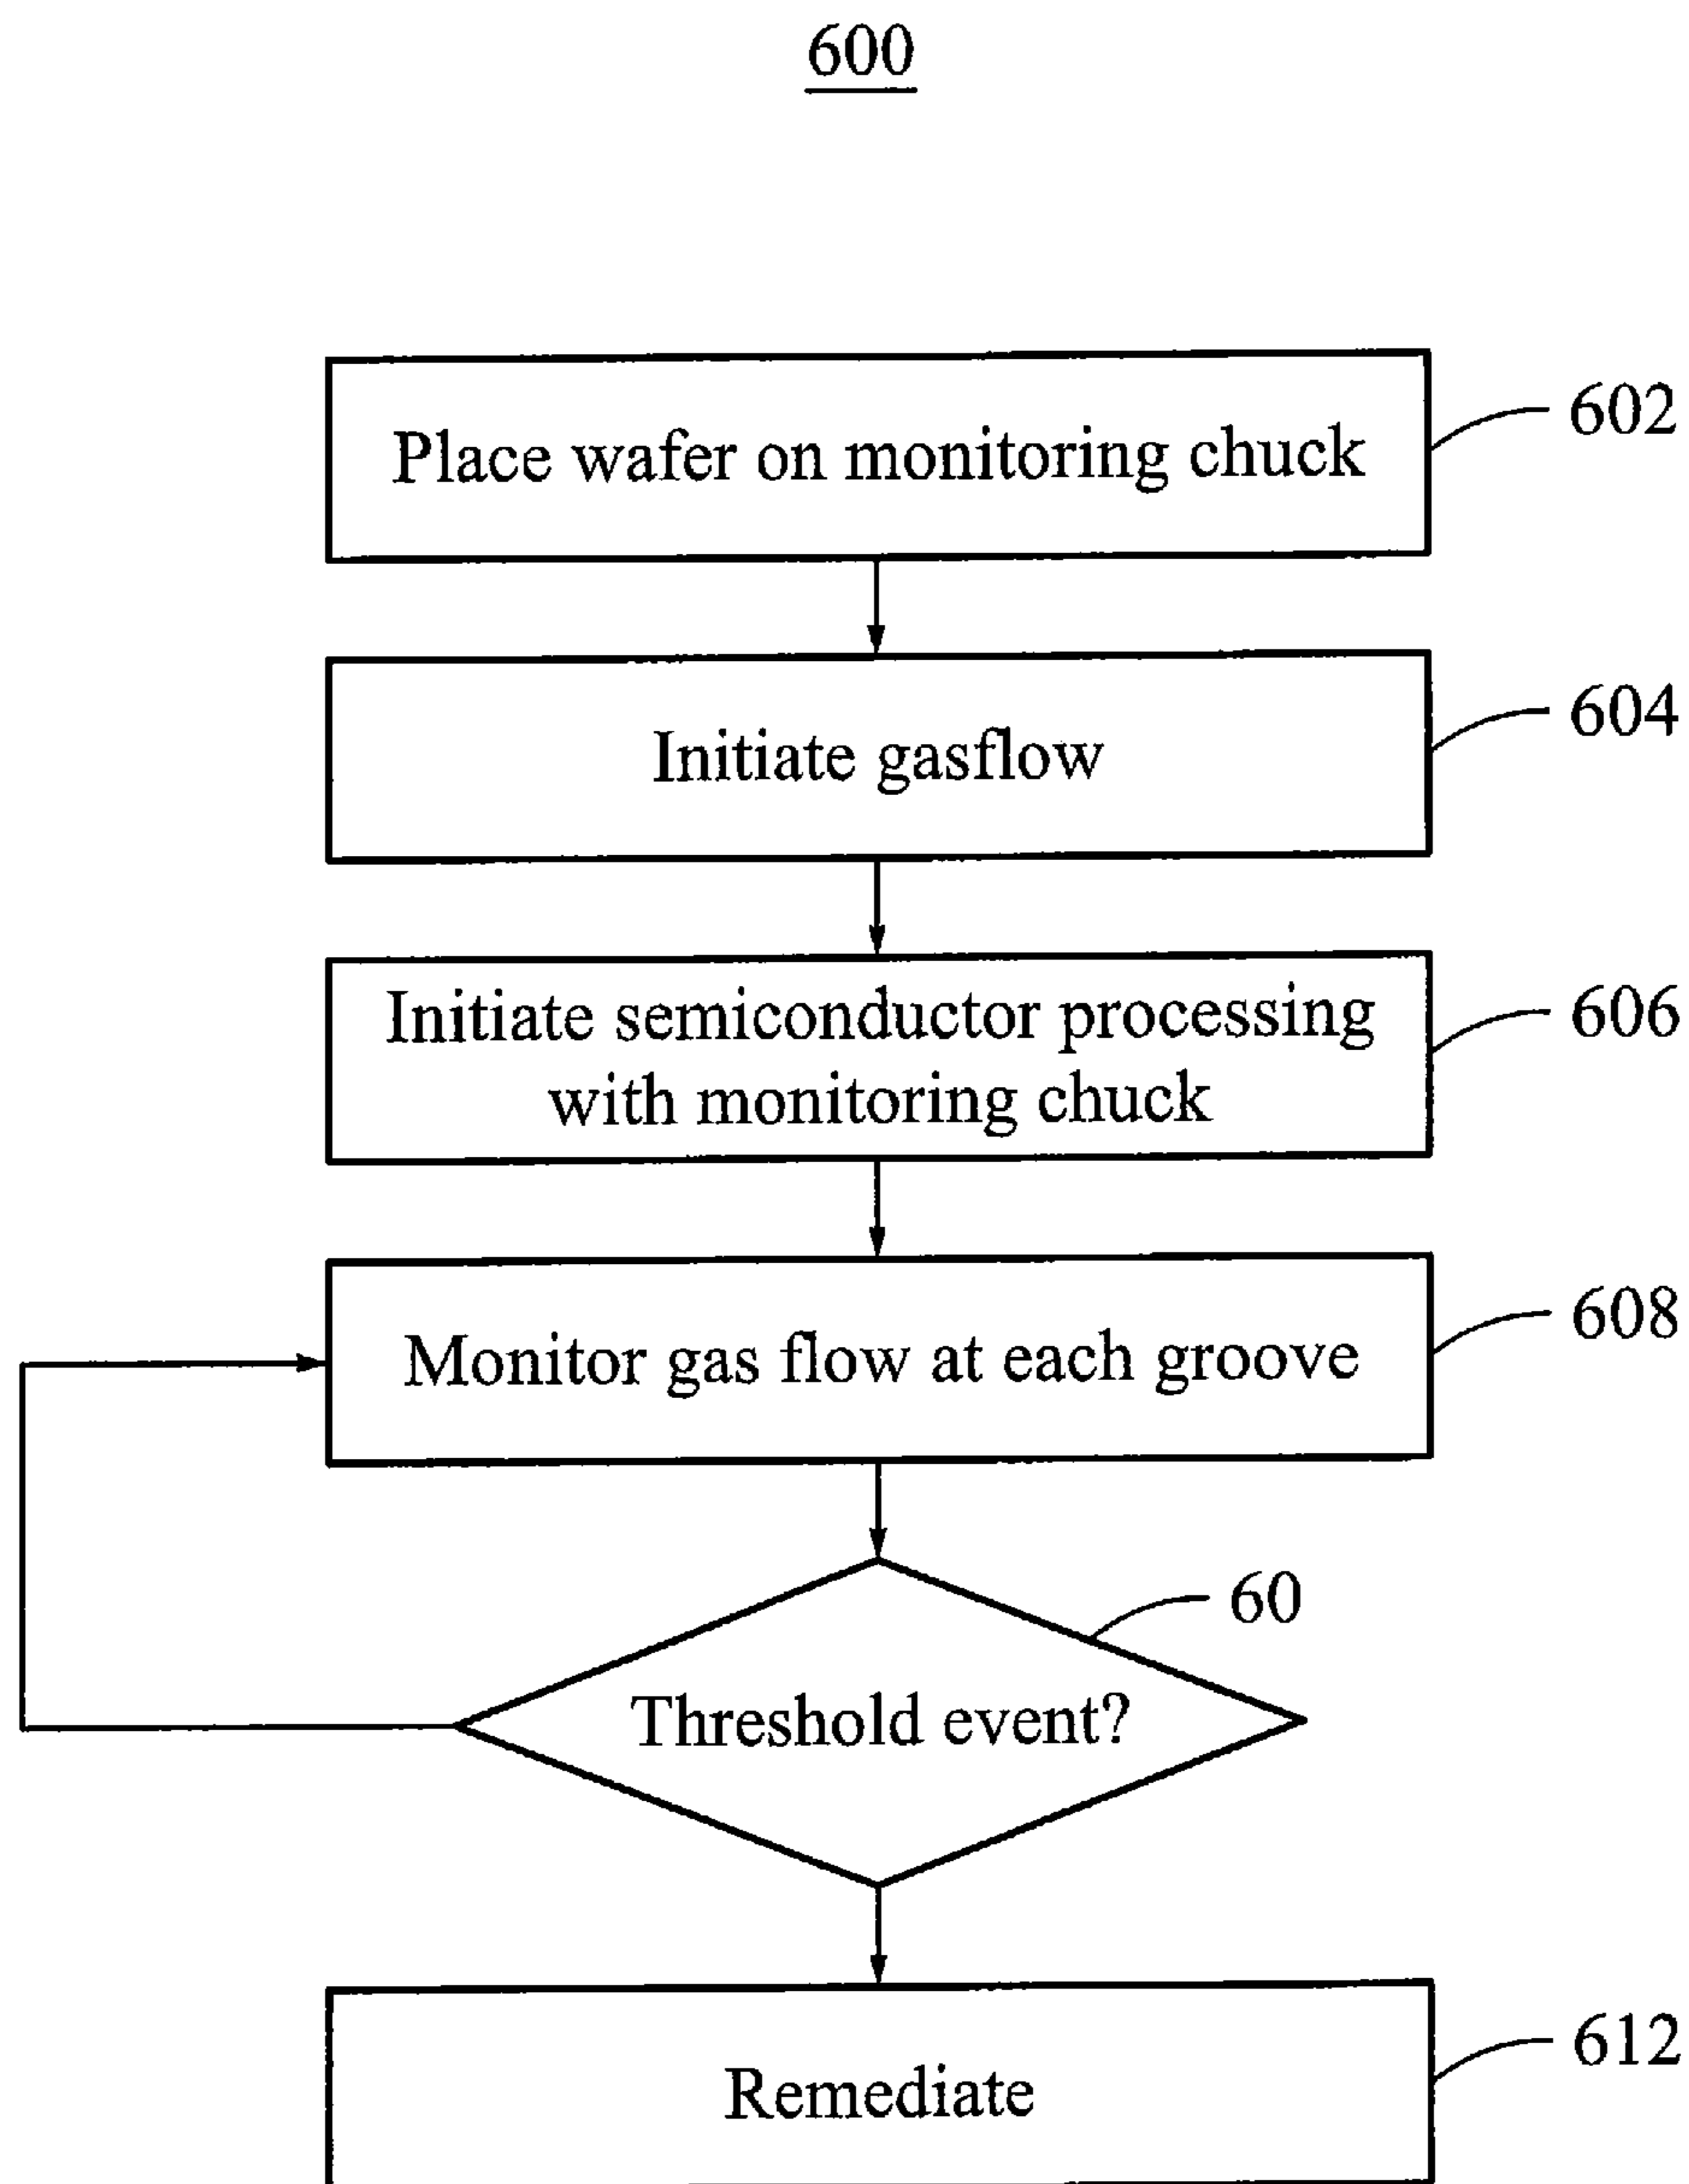 600
Place wafer on monitoring chuck
602
Initiate gasflow
604
Initiate semiconductor processing
with monitoring chuck
606
Monitor gas flow at each groove
608
60
Threshold event?
Remediate
612